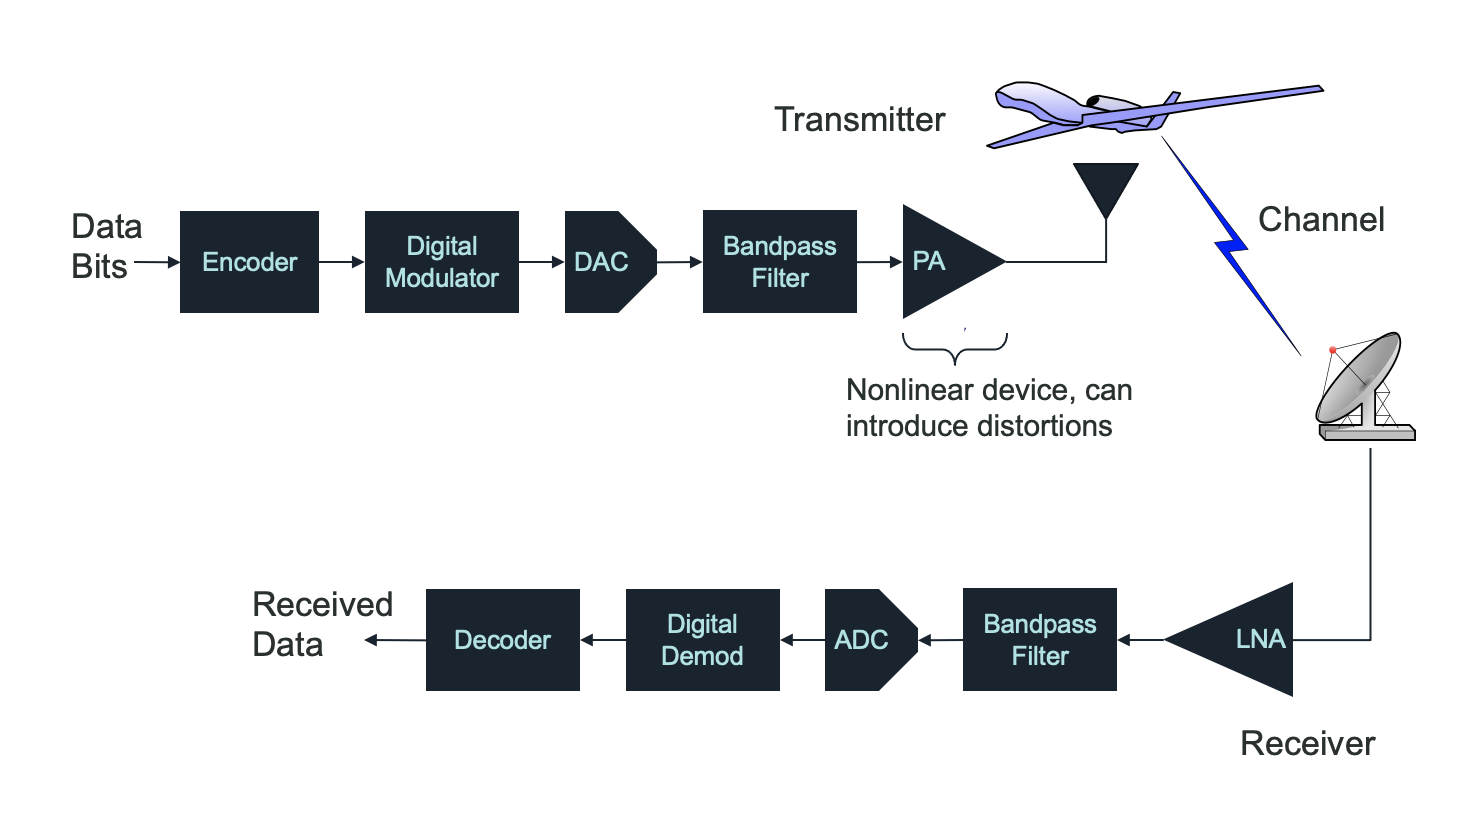 Transmitter
Data
Bits
Encoder
Digital
Modulator
DAC
Bandpass
Filter
PA
Channel
Nonlinear device, can
introduce distortions
Received
Data
Decoder
Digital
Demod
ADC
Bandpass
Filter
LNA
Receiver